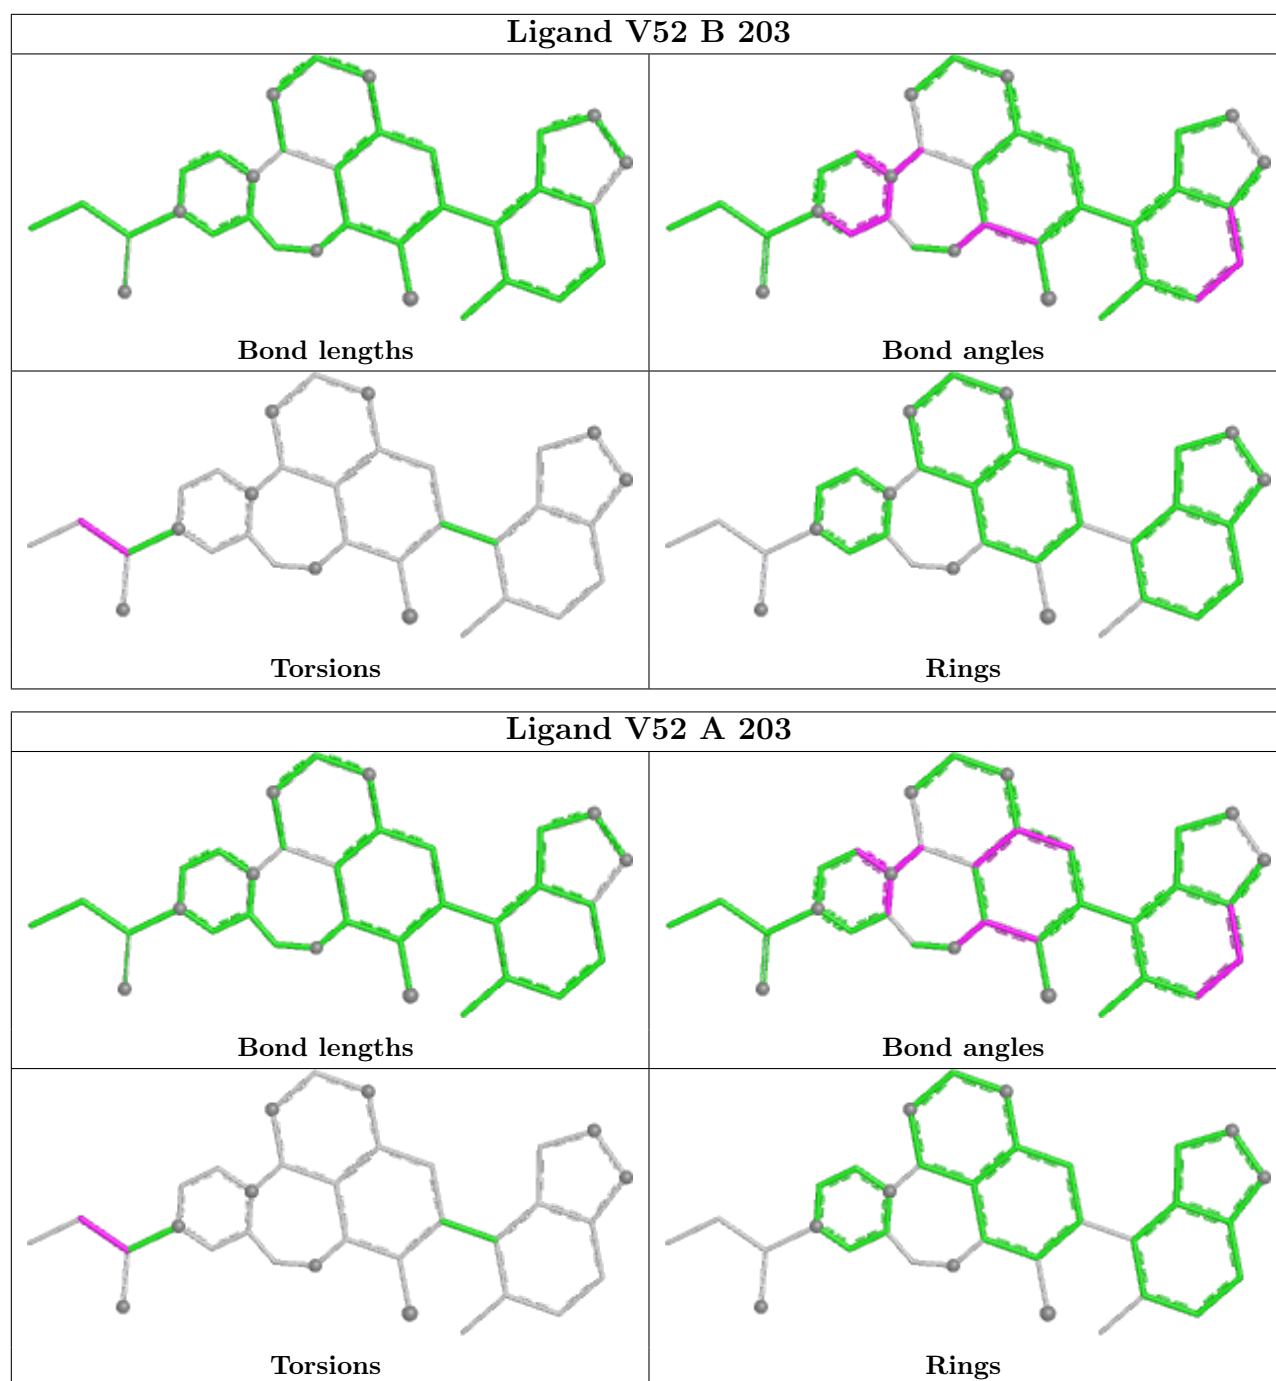 Ligand V52 B 203
Bond lengths
Bond angles
Torsions
Rings
Ligand V52 A 203
Bond lengths
Bond angles
Torsions
Rings